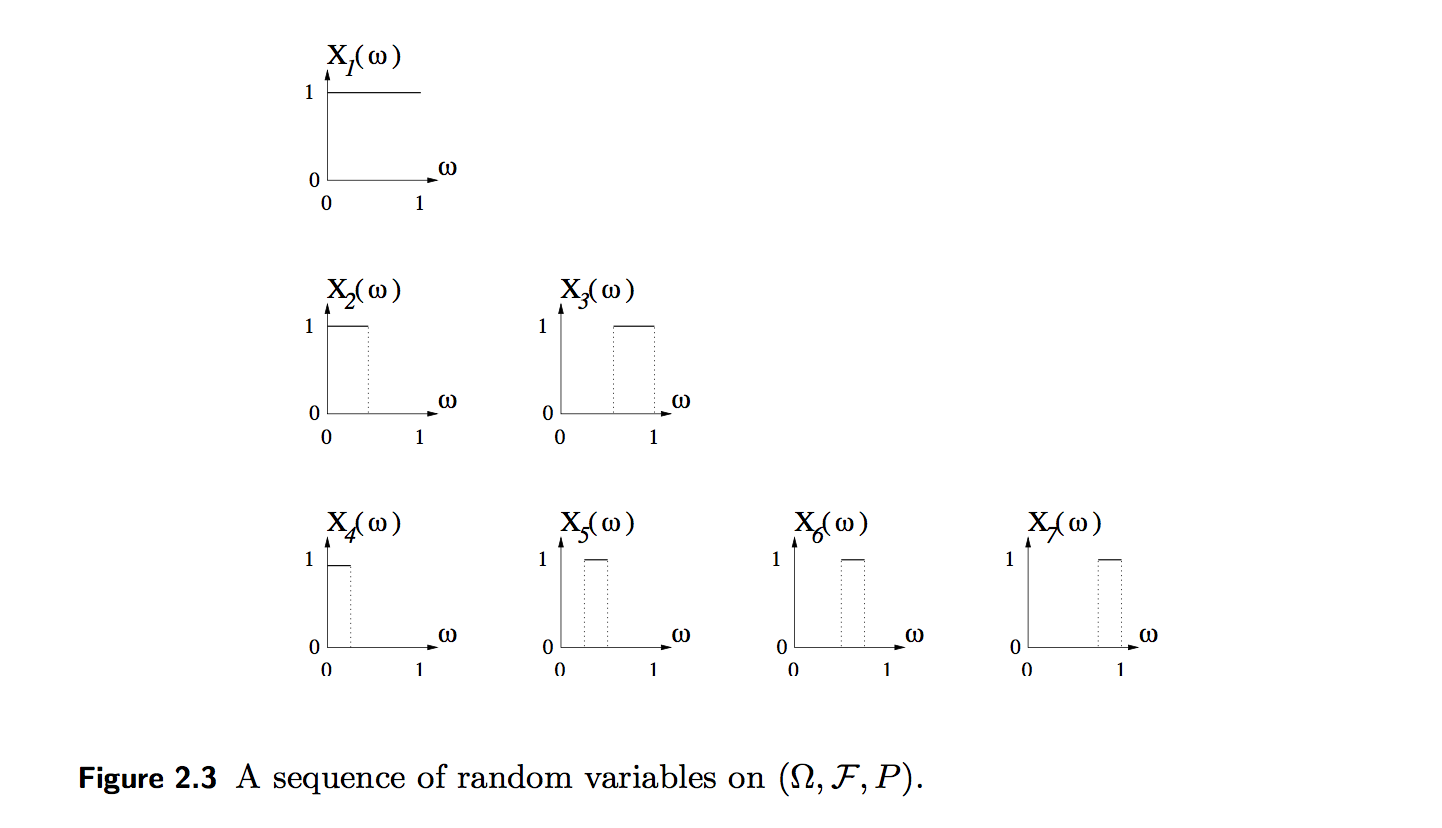 X₁(ω)
1
0 ω
0 1
X₂(ω) X₃(ω)
1 1
0 ω 0 ω
0 1 0 1
X₄(ω) X₅(ω) X₆(ω) X₇(ω)
1 1 1 1
0 ω 0 ω 0 ω 0 ω
0 1 0 1 0 1 0 1
Figure 2.3 A sequence of random variables on (Ω, ℱ, P).